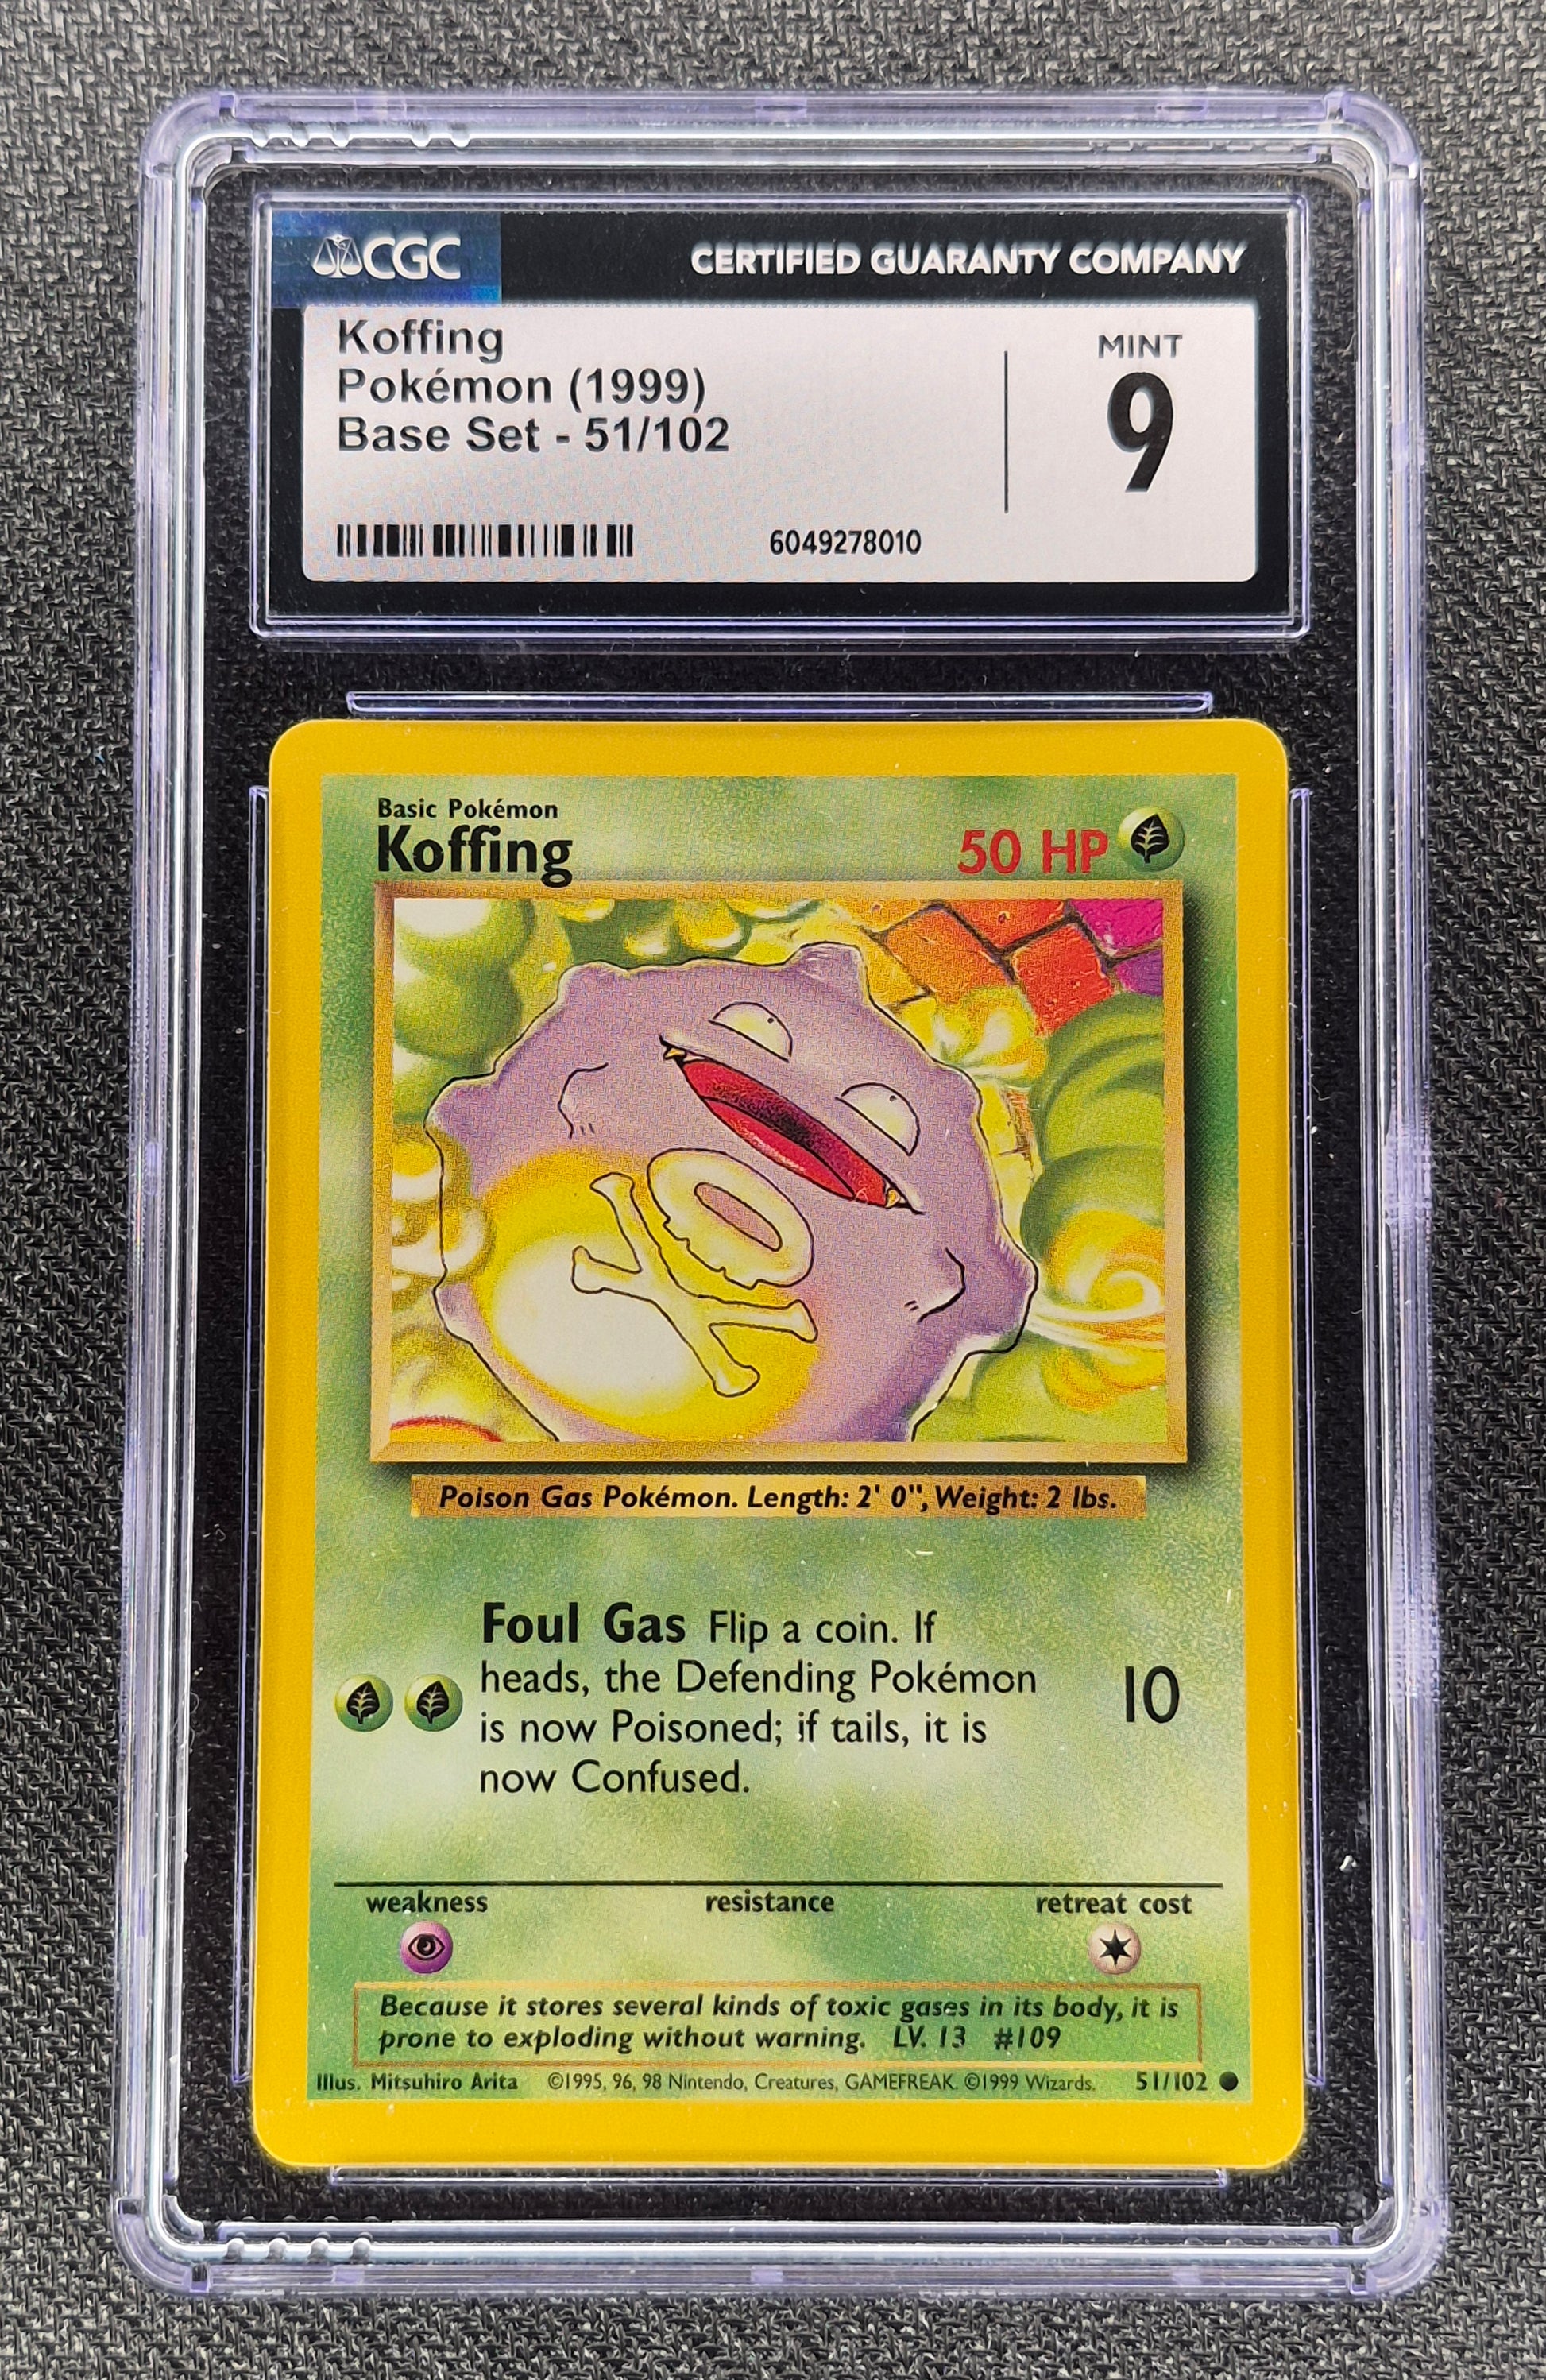 CGC
CERTIFIED GUARANTY COMPANY
Koffing
Pokémon (1999)
Base Set - 51/102
MINT
9
6049278010
Basic Pokémon
Koffing
50 HP
Poison Gas Pokémon. Length: 2' 0", Weight: 2 lbs.
Foul Gas Flip a coin. If
heads, the Defending Pokémon
is now Poisoned; if tails, it is
now Confused.
10
weakness
resistance
retreat cost
Because it stores several kinds of toxic gases in its body, it is
prone to exploding without warning. LV. 13 #109
Illus. Mitsuhiro Arita ©1995, 96, 98 Nintendo, Creatures, GAMEFREAK. ©1999 Wizards. 51/102